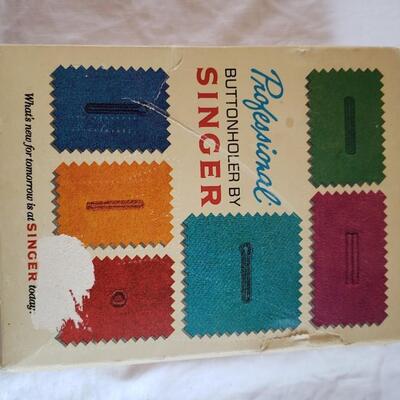 Professional
BUTTONHOLER BY
SINGER
What's new for tomorrow is at SINGER today.